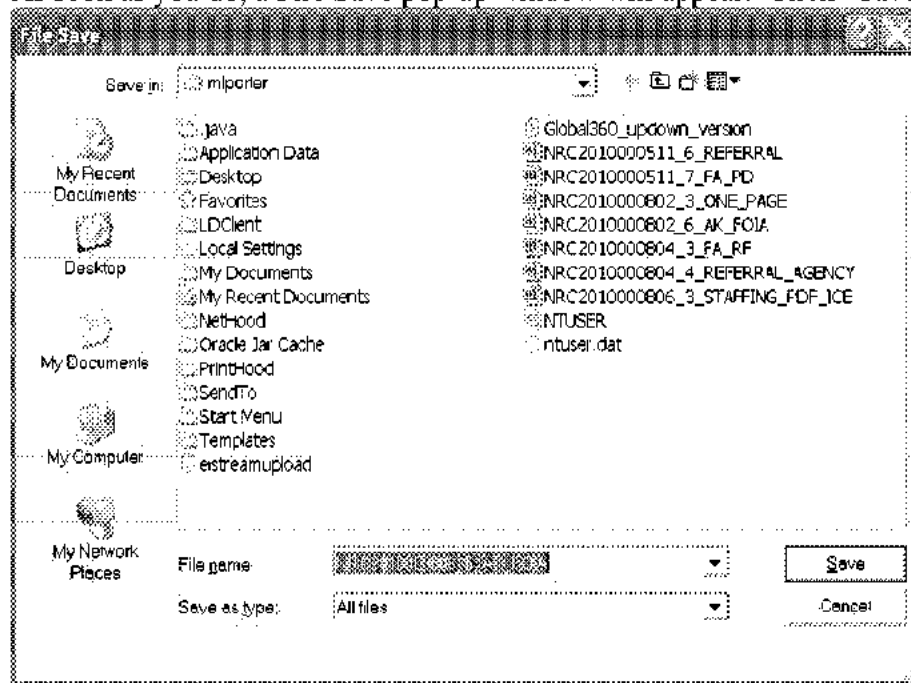 File Save
Save in: mlporter
My Recent Documents
Desktop
My Documents
My Computer
My Network Places
.java
Application Data
Desktop
Favorites
LDClient
Local Settings
My Documents
My Recent Documents
NetHood
Oracle Jar Cache
PrintHood
SendTo
Start Menu
Templates
eistreamupload
Global360_updown_version
NRC2010000511_6_REFERRAL
NRC2010000511_7_FA_PD
NRC2010000802_3_ONE_PAGE
NRC2010000802_6_AK_FOIA
NRC2010000804_3_FA_RF
NRC2010000804_4_REFERRAL_AGENCY
NRC2010000806_3_STAFFING_PDF_ICE
NTUSER
ntuser.dat
File name
Save
Save as type: All files
Cancel